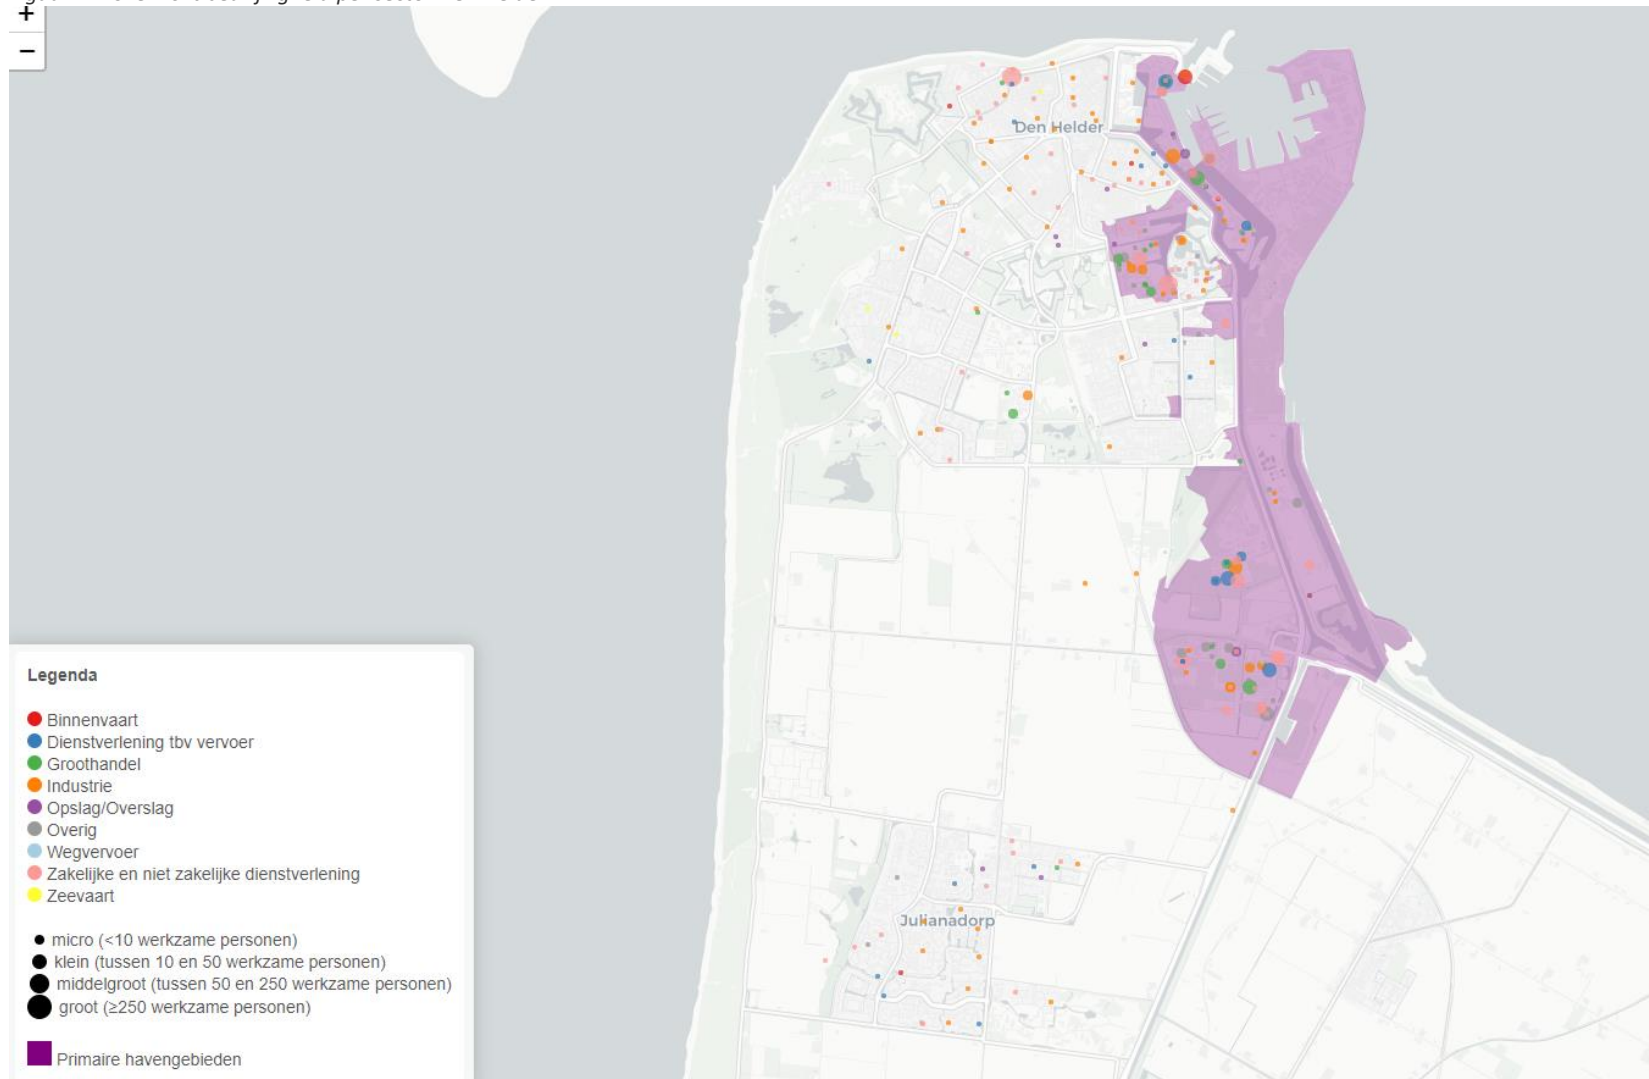 +
−
Den Helder
Legenda
Binnenvaart
Dienstverlening tbv vervoer
Groothandel
Industrie
Opslag/Overslag
Overig
Wegvervoer
Zakelijke en niet zakelijke dienstverlening
Zeevaart
micro (<10 werkzame personen)
klein (tussen 10 en 50 werkzame personen)
middelgroot (tussen 50 en 250 werkzame personen)
groot (≥250 werkzame personen)
Primaire havengebieden
Julianadorp